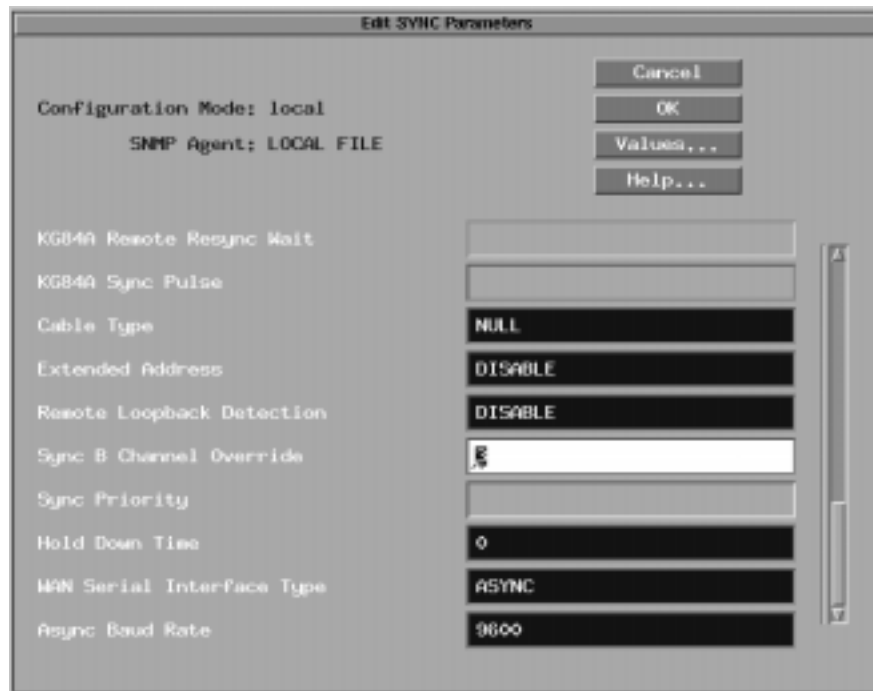 Edit SYNC Parameters
Cancel
Configuration Mode: local
OK
SNMP Agent: LOCAL FILE
Values...
Help...
KG84A Remote Resync Wait
KG84A Sync Pulse
Cable Type NULL
Extended Address DISABLE
Remote Loopback Detection DISABLE
Sync B Channel Override
Sync Priority
Hold Down Time 0
WAN Serial Interface Type ASYNC
Async Baud Rate 9600